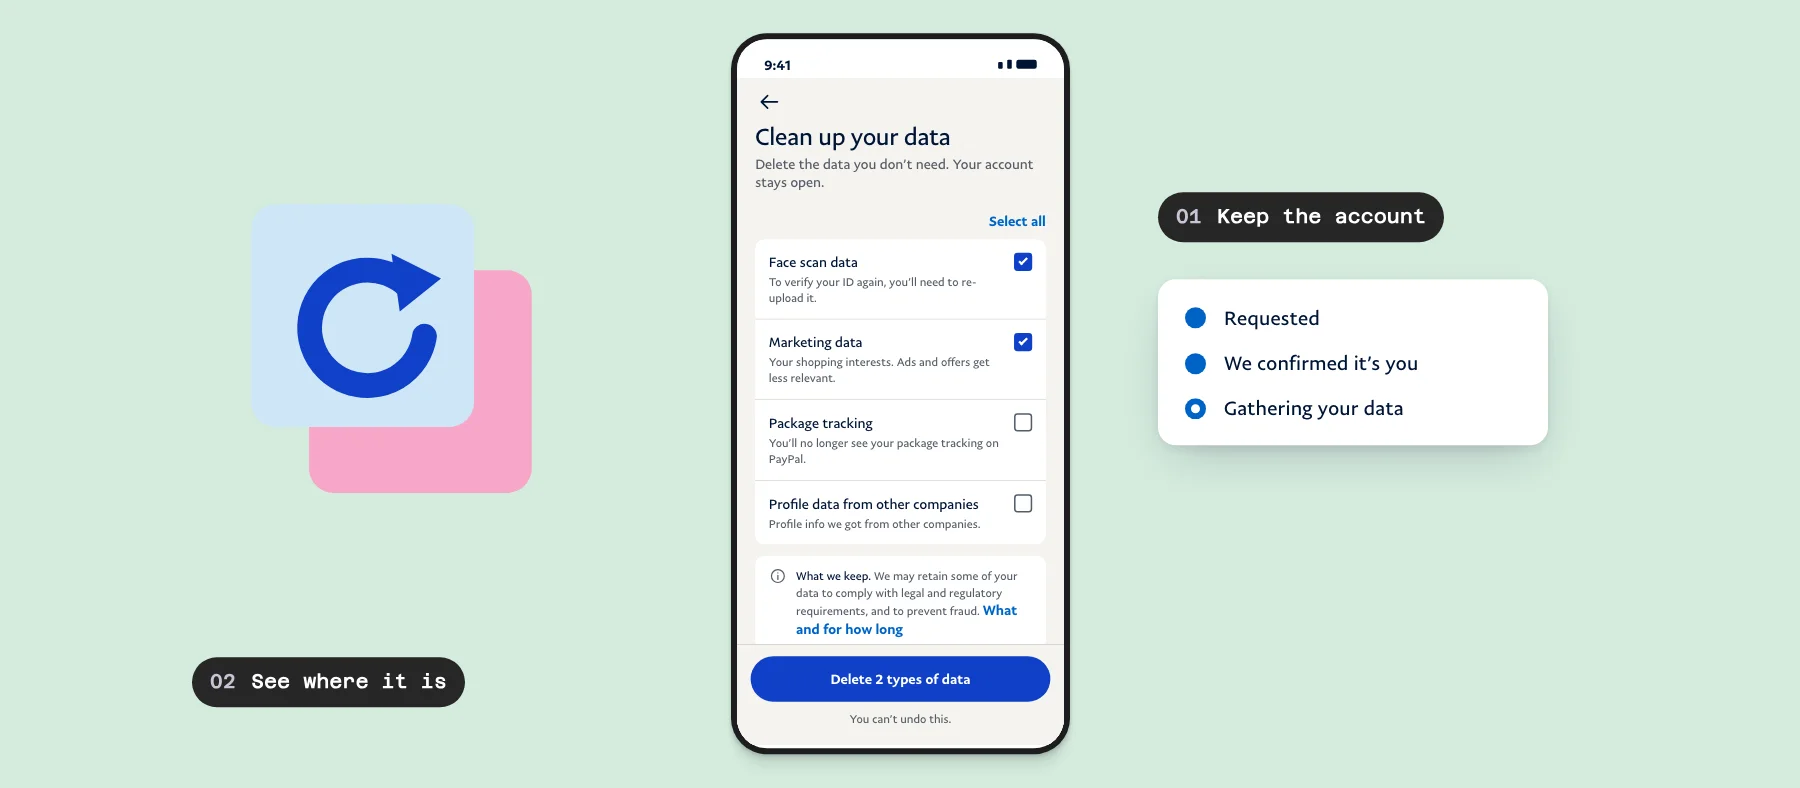 9:41
Clean up your data
Delete the data you don't need. Your account
stays open.
Select all
Face scan data
To verify your ID again, you'll need to re-
upload it.
Marketing data
Your shopping interests. Ads and offers get
less relevant.
Package tracking
You'll no longer see your package tracking on
PayPal.
Profile data from other companies
Profile info we got from other companies.
What we keep. We may retain some of your
data to comply with legal and regulatory
requirements, and to prevent fraud. What
and for how long
Delete 2 types of data
You can't undo this.
01 Keep the account
Requested
We confirmed it's you
Gathering your data
02 See where it is